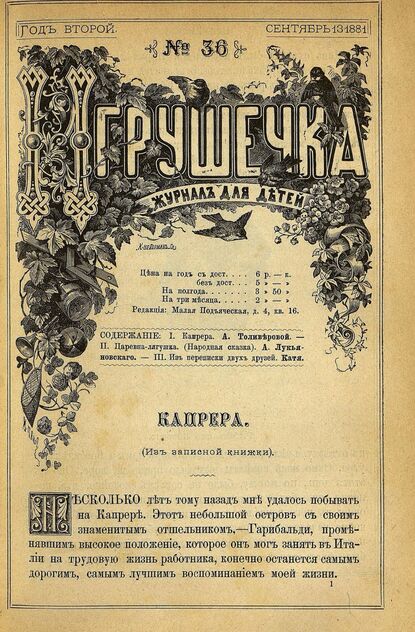 Годъ второй.
Сентябрь 13 1881
№ 36
Игрушечка
журналъ для дѣтей
Цѣна на годъ съ дост. . . . . 6 р. — к.
безъ дост. . . . 5 » — »
На полгода. . . . . . . . 3 » 50 »
На три мѣсяца. . . . . . . 2 » — »
Редакція: Малая Подъяческая, д. 4, кв. 16.
СОДЕРЖАНІЕ: I. Капрера. А. Толивѣровой. —
II. Царевна-лягушка. (Народная сказка). А. Лукья-
новскаго. — III. Изъ переписки двухъ друзей. Катя.
КАПРЕРА.
(Изъ записной книжки).
НѢСКОЛЬКО лѣтъ тому назадъ мнѣ удалось побывать
на Капрерѣ. Этотъ небольшой островъ съ своимъ
знаменитымъ отшельникомъ.—Гарибальди, промѣ-
нявшимъ высокое положеніе, которое онъ могъ занять въ Ита-
ліи на трудовую жизнь работника, конечно останется самымъ
дорогимъ, самымъ лучшимъ воспоминаніемъ моей жизни.
1